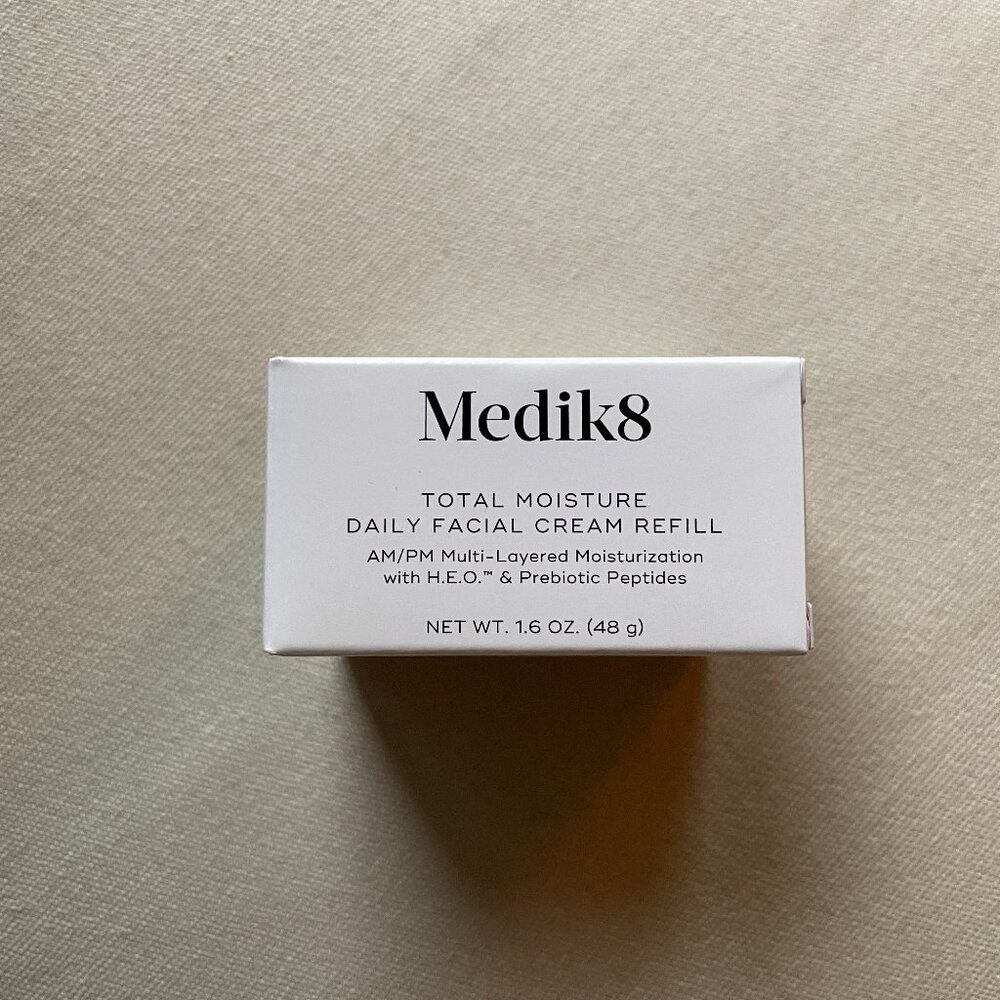 Medik8
TOTAL MOISTURE
DAILY FACIAL CREAM REFILL
AM/PM Multi-Layered Moisturization
with H.E.O.™ & Prebiotic Peptides
NET WT. 1.6 OZ. (48 g)